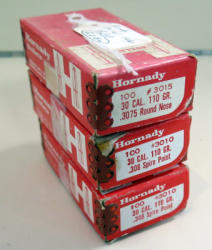 Hornady
100 #3015
30 CAL. 110 GR.
.3075 Round Nose
Hornady
100 #3010
30 CAL. 110 GR.
.308 Spire Point
Hornady
100 #3010
30 CAL. 110 GR.
.308 Spire Point